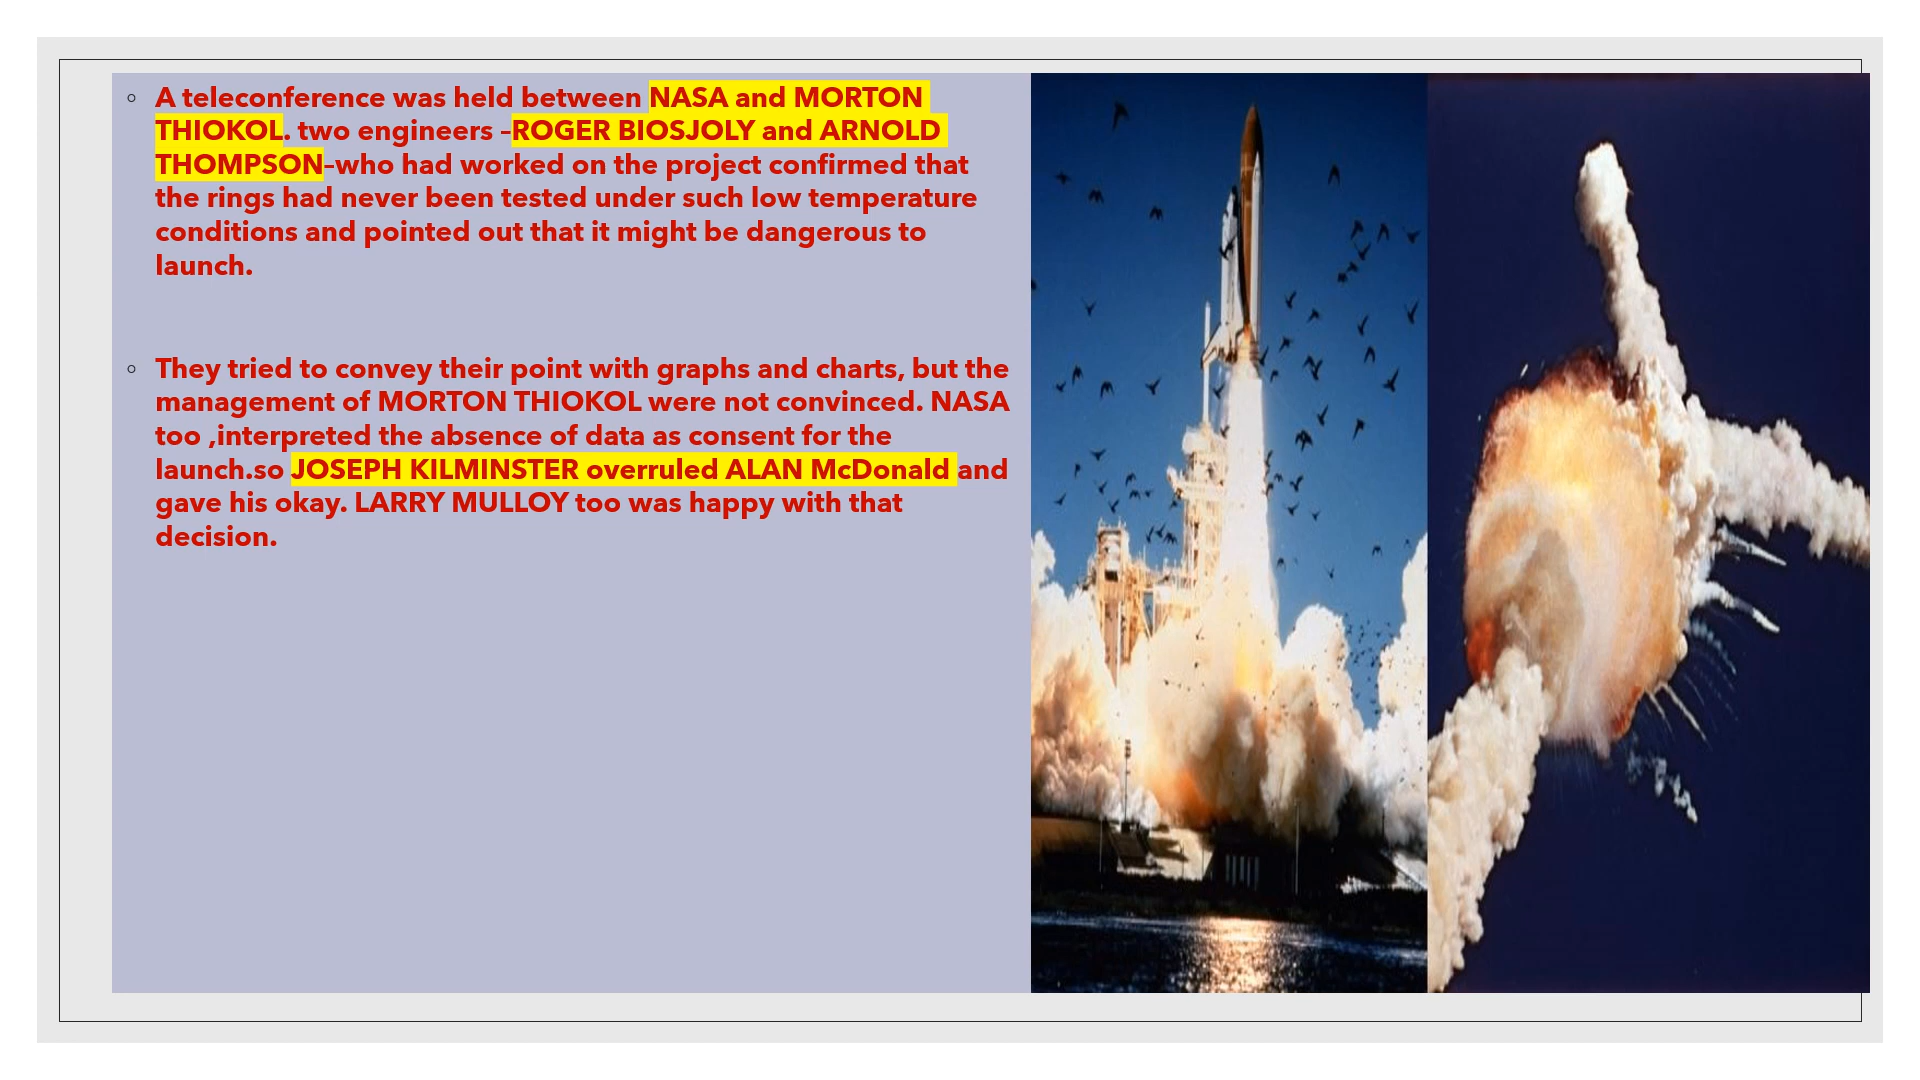 A teleconference was held between NASA and MORTON
THIOKOL. two engineers –ROGER BIOSJOLY and ARNOLD
THOMPSON–who had worked on the project confirmed that
the rings had never been tested under such low temperature
conditions and pointed out that it might be dangerous to
launch.
They tried to convey their point with graphs and charts, but the
management of MORTON THIOKOL were not convinced. NASA
too ,interpreted the absence of data as consent for the
launch.so JOSEPH KILMINSTER overruled ALAN McDonald and
gave his okay. LARRY MULLOY too was happy with that
decision.